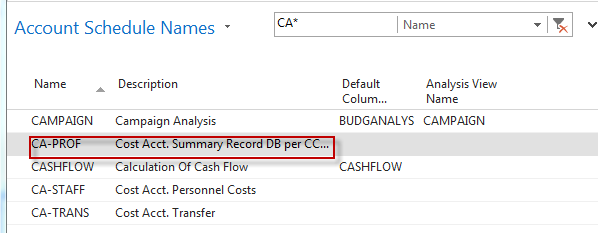 Account Schedule Names
CA* Name
Name Description Default Colum... Analysis View Name
CAMPAIGN Campaign Analysis BUDGANALYS CAMPAIGN
CA-PROF Cost Acct. Summary Record DB per CC...
CASHFLOW Calculation Of Cash Flow CASHFLOW
CA-STAFF Cost Acct. Personnel Costs
CA-TRANS Cost Acct. Transfer